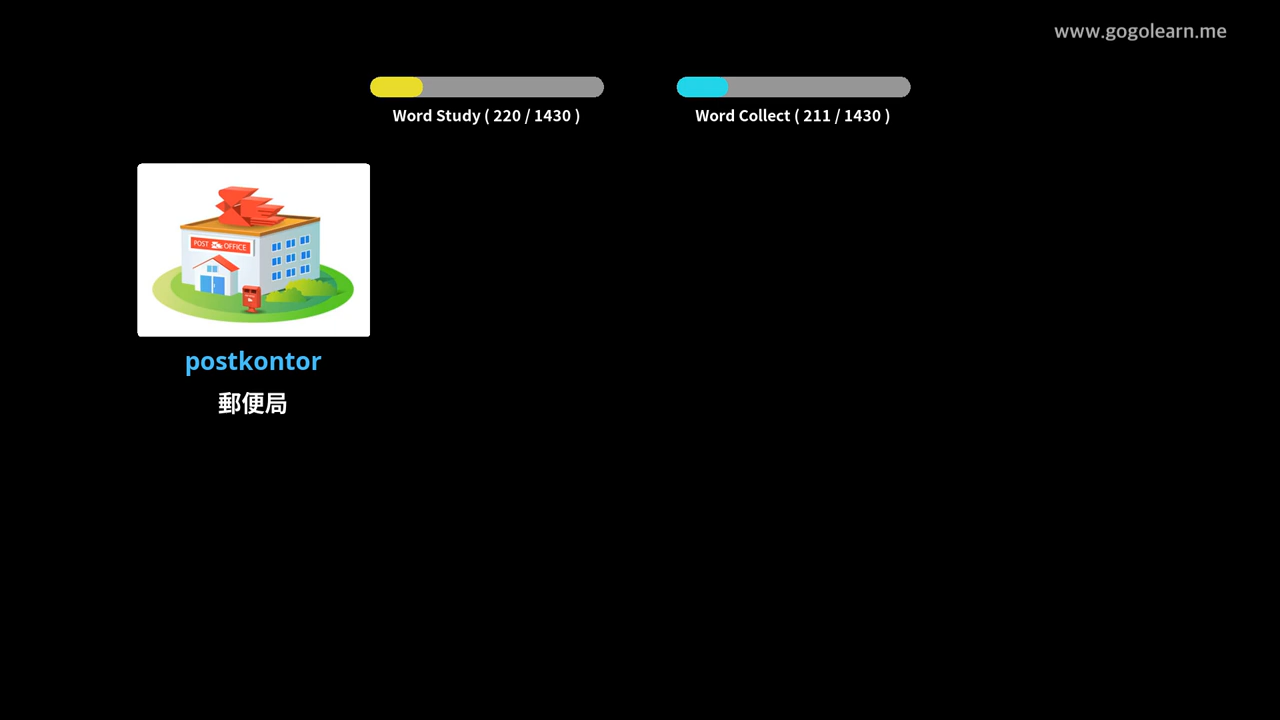 www.gogolearn.me
Word Study ( 220 / 1430 )
Word Collect ( 211 / 1430 )
POST OFFICE
postkontor
郵便局